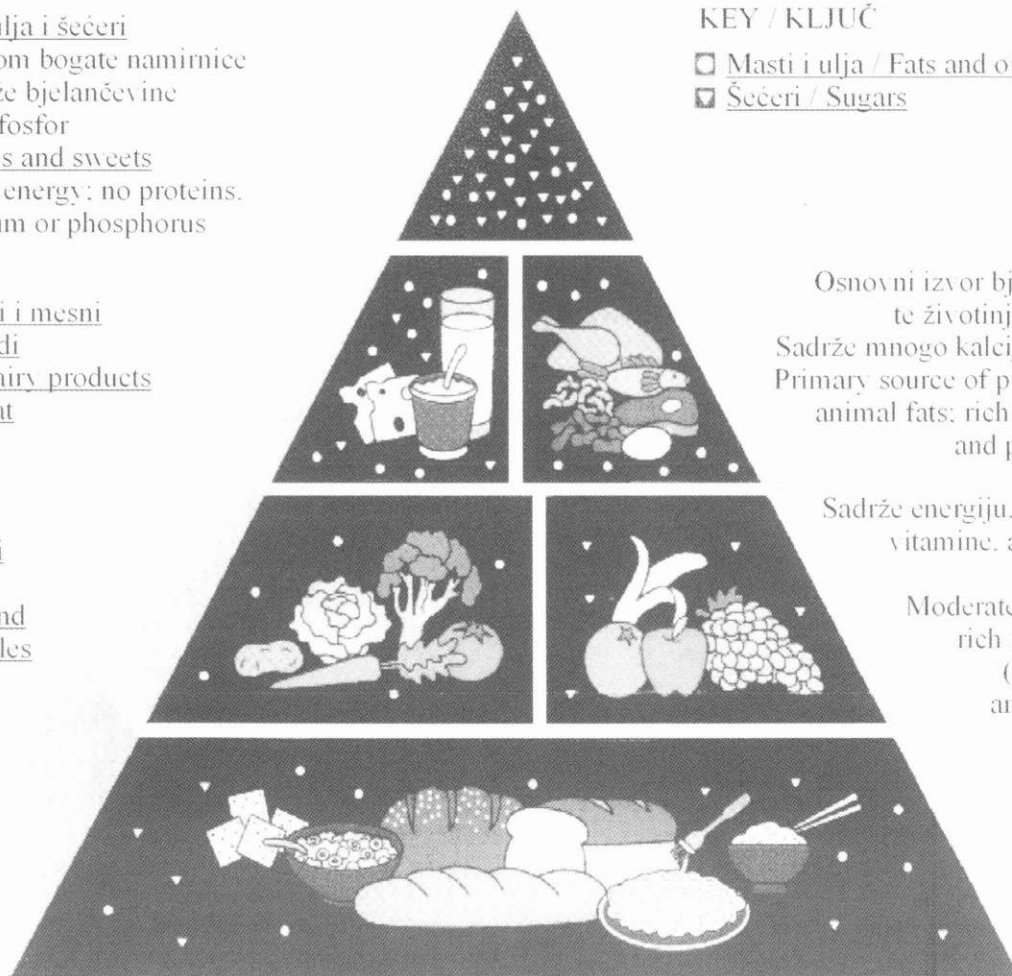 ulja i šećeri
om bogate namirnice
že bjelančevine
fosfor
s and sweets
energy; no proteins.
um or phosphorus
i i mesni
di
airy products
at
i
nd
les
KEY / KLJUČ
Masti i ulja / Fats and o
Šećeri / Sugars
Osnovni izvor bj
te životinj
Sadrže mnogo kalcij
Primary source of p
animal fats; rich
and p
Sadrže energiju.
vitamine. a
Moderate
rich
(
an